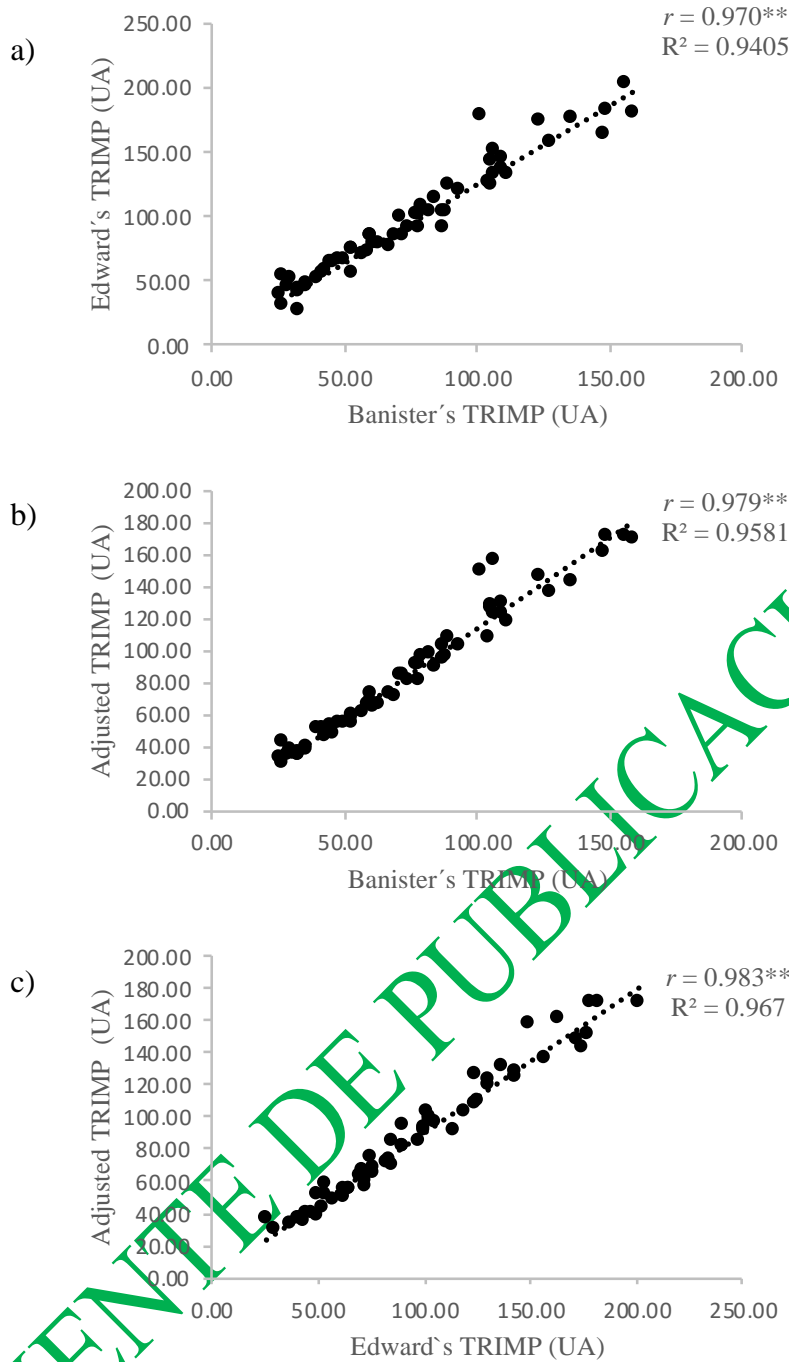 a)
r = 0.970**
R² = 0.9405
Edward´s TRIMP (UA)
250.00
200.00
150.00
100.00
50.00
0.00
0.00 50.00 100.00 150.00 200.00
Banister´s TRIMP (UA)
b)
r = 0.979**
R² = 0.9581
Adjusted TRIMP (UA)
200.00
180.00
160.00
140.00
120.00
100.00
80.00
60.00
40.00
20.00
0.00
0.00 50.00 100.00 150.00 200.00
Banister´s TRIMP (UA)
c)
r = 0.983**
R² = 0.967
Adjusted TRIMP (UA)
200.00
180.00
160.00
140.00
120.00
100.00
80.00
60.00
40.00
20.00
0.00
0.00 50.00 100.00 150.00 200.00 250.00
Edward`s TRIMP (UA)
ENTE DE PUBLICACI